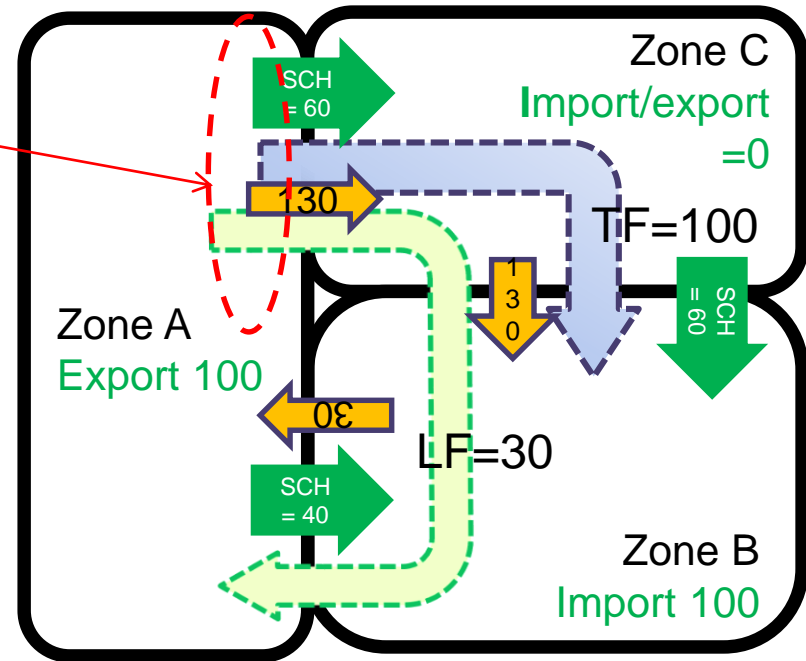 Zone C
Import/export
=0
SCH
= 60
130
TF=100
1
3
0
SCH
= 60
Zone A
Export 100
30
LF=30
SCH
= 40
Zone B
Import 100